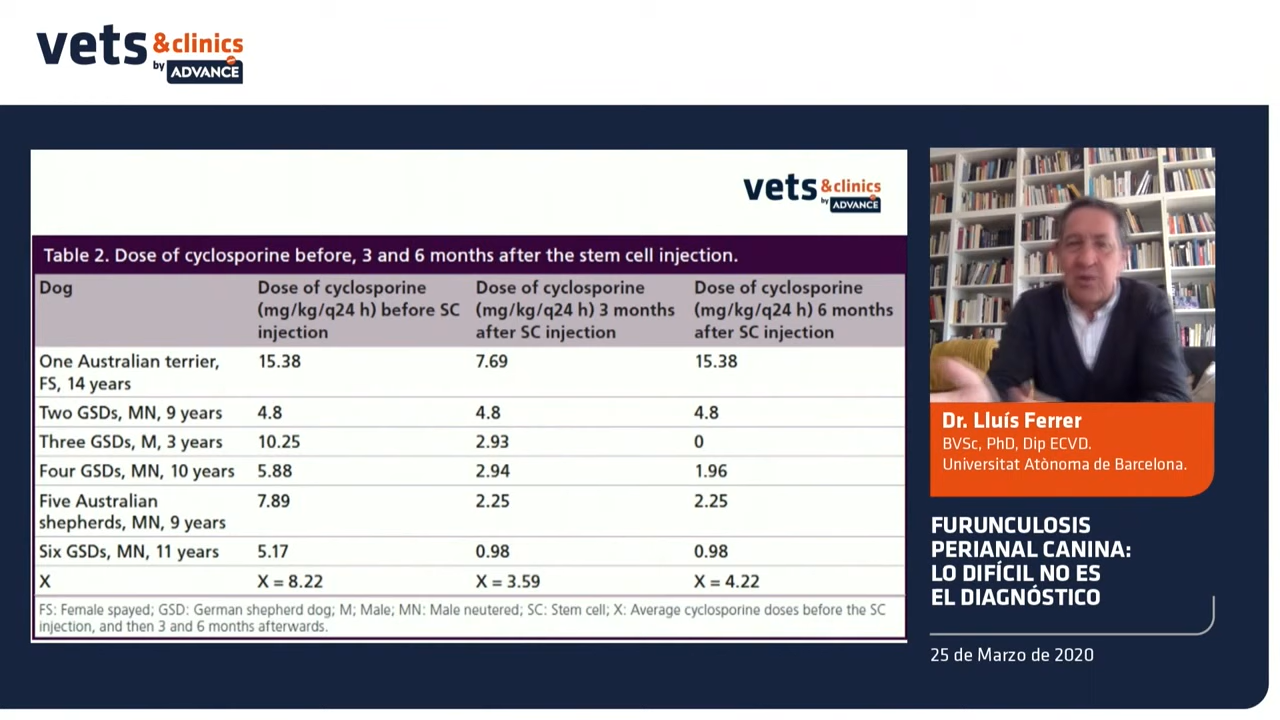 vets &clinics
by ADVANCE
vets &clinics
by ADVANCE
Table 2. Dose of cyclosporine before, 3 and 6 months after the stem cell injection.
Dog
Dose of cyclosporine
(mg/kg/q24 h) before SC
injection
Dose of cyclosporine
(mg/kg/q24 h) 3 months
after SC injection
Dose of cyclosporine
(mg/kg/q24 h) 6 months
after SC injection
One Australian terrier,
FS, 14 years
15.38
7.69
15.38
Two GSDs, MN, 9 years
4.8
4.8
4.8
Three GSDs, M, 3 years
10.25
2.93
0
Four GSDs, MN, 10 years
5.88
2.94
1.96
Five Australian
shepherds, MN, 9 years
7.89
2.25
2.25
Six GSDs, MN, 11 years
5.17
0.98
0.98
X
X = 8.22
X = 3.59
X = 4.22
FS: Female spayed; GSD: German shepherd dog; M; Male; MN: Male neutered; SC: Stem cell; X: Average cyclosporine doses before the SC
injection, and then 3 and 6 months afterwards.
Dr. Lluís Ferrer
BVSc, PhD, Dip ECVD.
Universitat Atònoma de Barcelona.
FURUNCULOSIS
PERIANAL CANINA:
LO DIFÍCIL NO ES
EL DIAGNÓSTICO
25 de Marzo de 2020